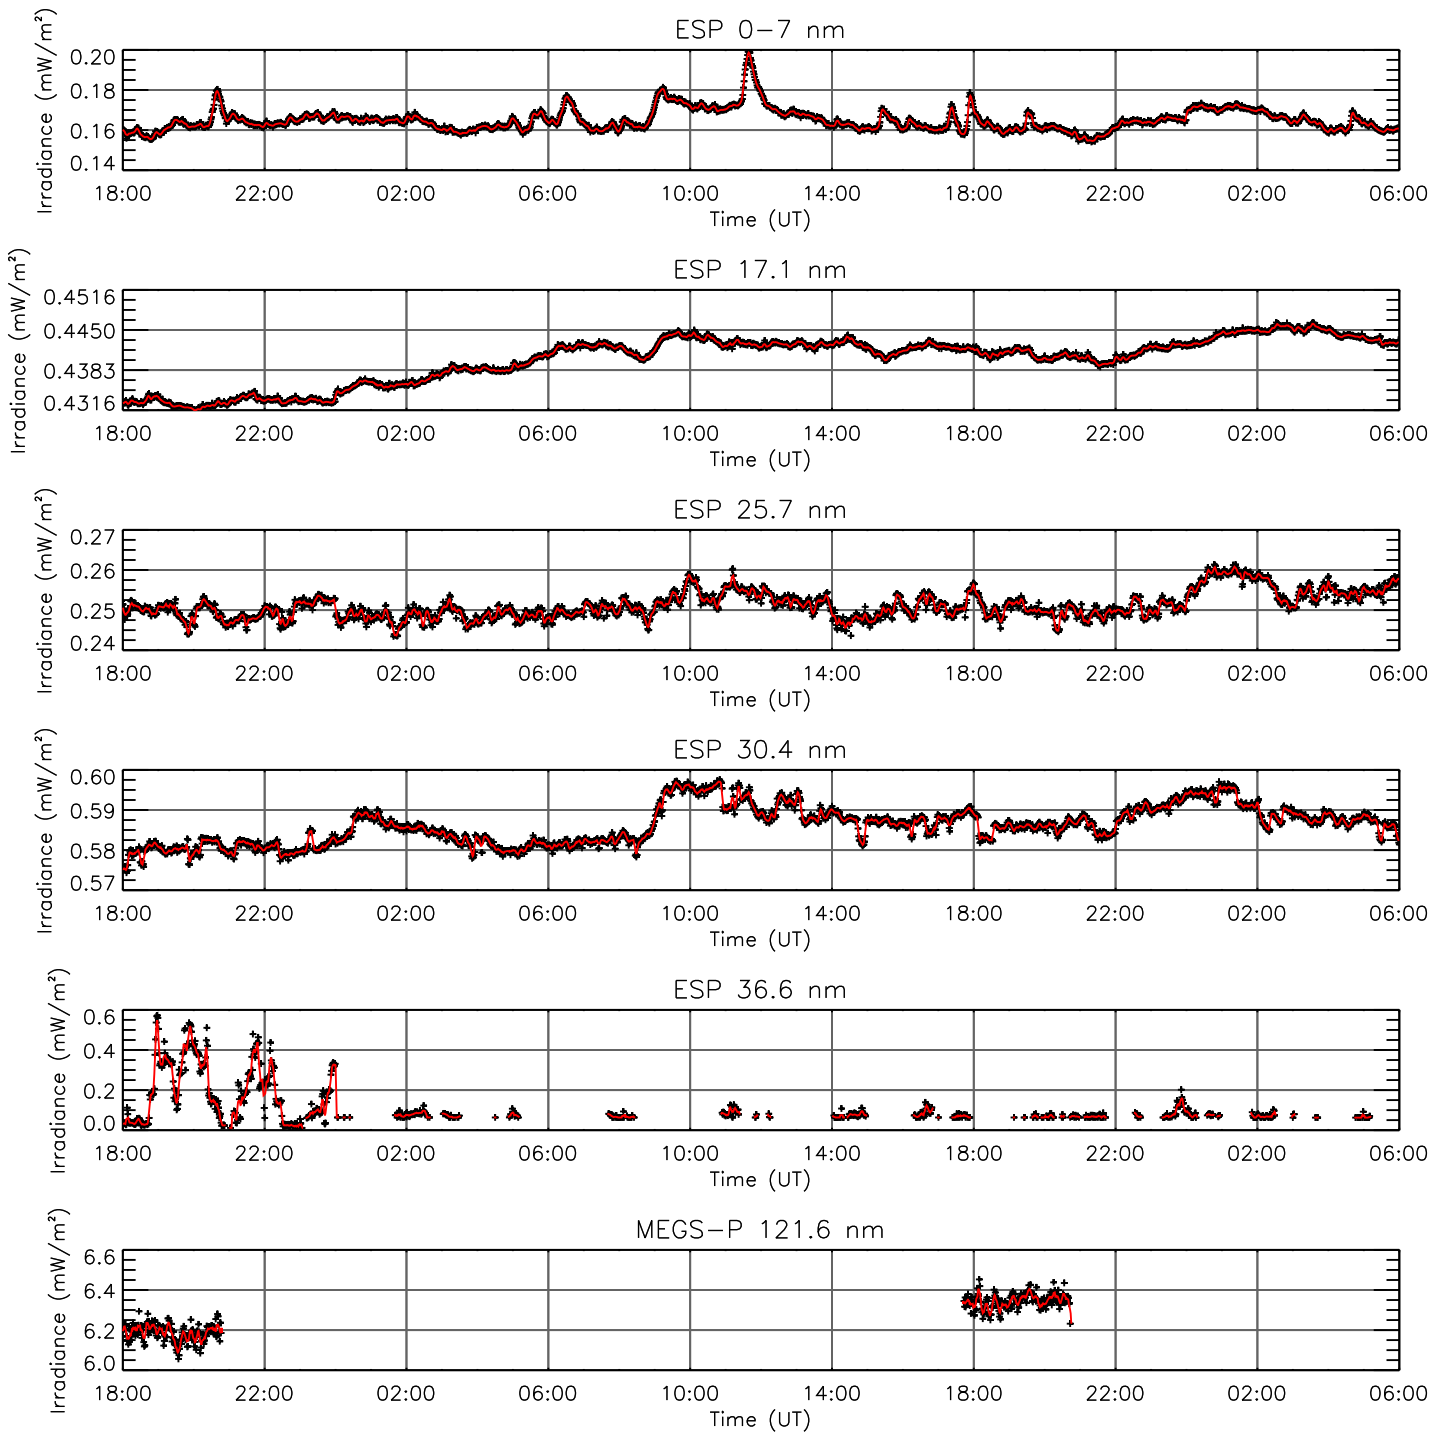 ESP 0-7 nm
Irradiance (mW/m²)
0.20
0.18
0.16
0.14
18:00 22:00 02:00 06:00 10:00 14:00 18:00 22:00 02:00 06:00
Time (UT)
ESP 17.1 nm
Irradiance (mW/m²)
0.4516
0.4450
0.4383
0.4316
18:00 22:00 02:00 06:00 10:00 14:00 18:00 22:00 02:00 06:00
Time (UT)
ESP 25.7 nm
Irradiance (mW/m²)
0.27
0.26
0.25
0.24
18:00 22:00 02:00 06:00 10:00 14:00 18:00 22:00 02:00 06:00
Time (UT)
ESP 30.4 nm
Irradiance (mW/m²)
0.60
0.59
0.58
0.57
18:00 22:00 02:00 06:00 10:00 14:00 18:00 22:00 02:00 06:00
Time (UT)
ESP 36.6 nm
Irradiance (mW/m²)
0.6
0.4
0.2
0.0
18:00 22:00 02:00 06:00 10:00 14:00 18:00 22:00 02:00 06:00
Time (UT)
MEGS-P 121.6 nm
Irradiance (mW/m²)
6.6
6.4
6.2
6.0
18:00 22:00 02:00 06:00 10:00 14:00 18:00 22:00 02:00 06:00
Time (UT)